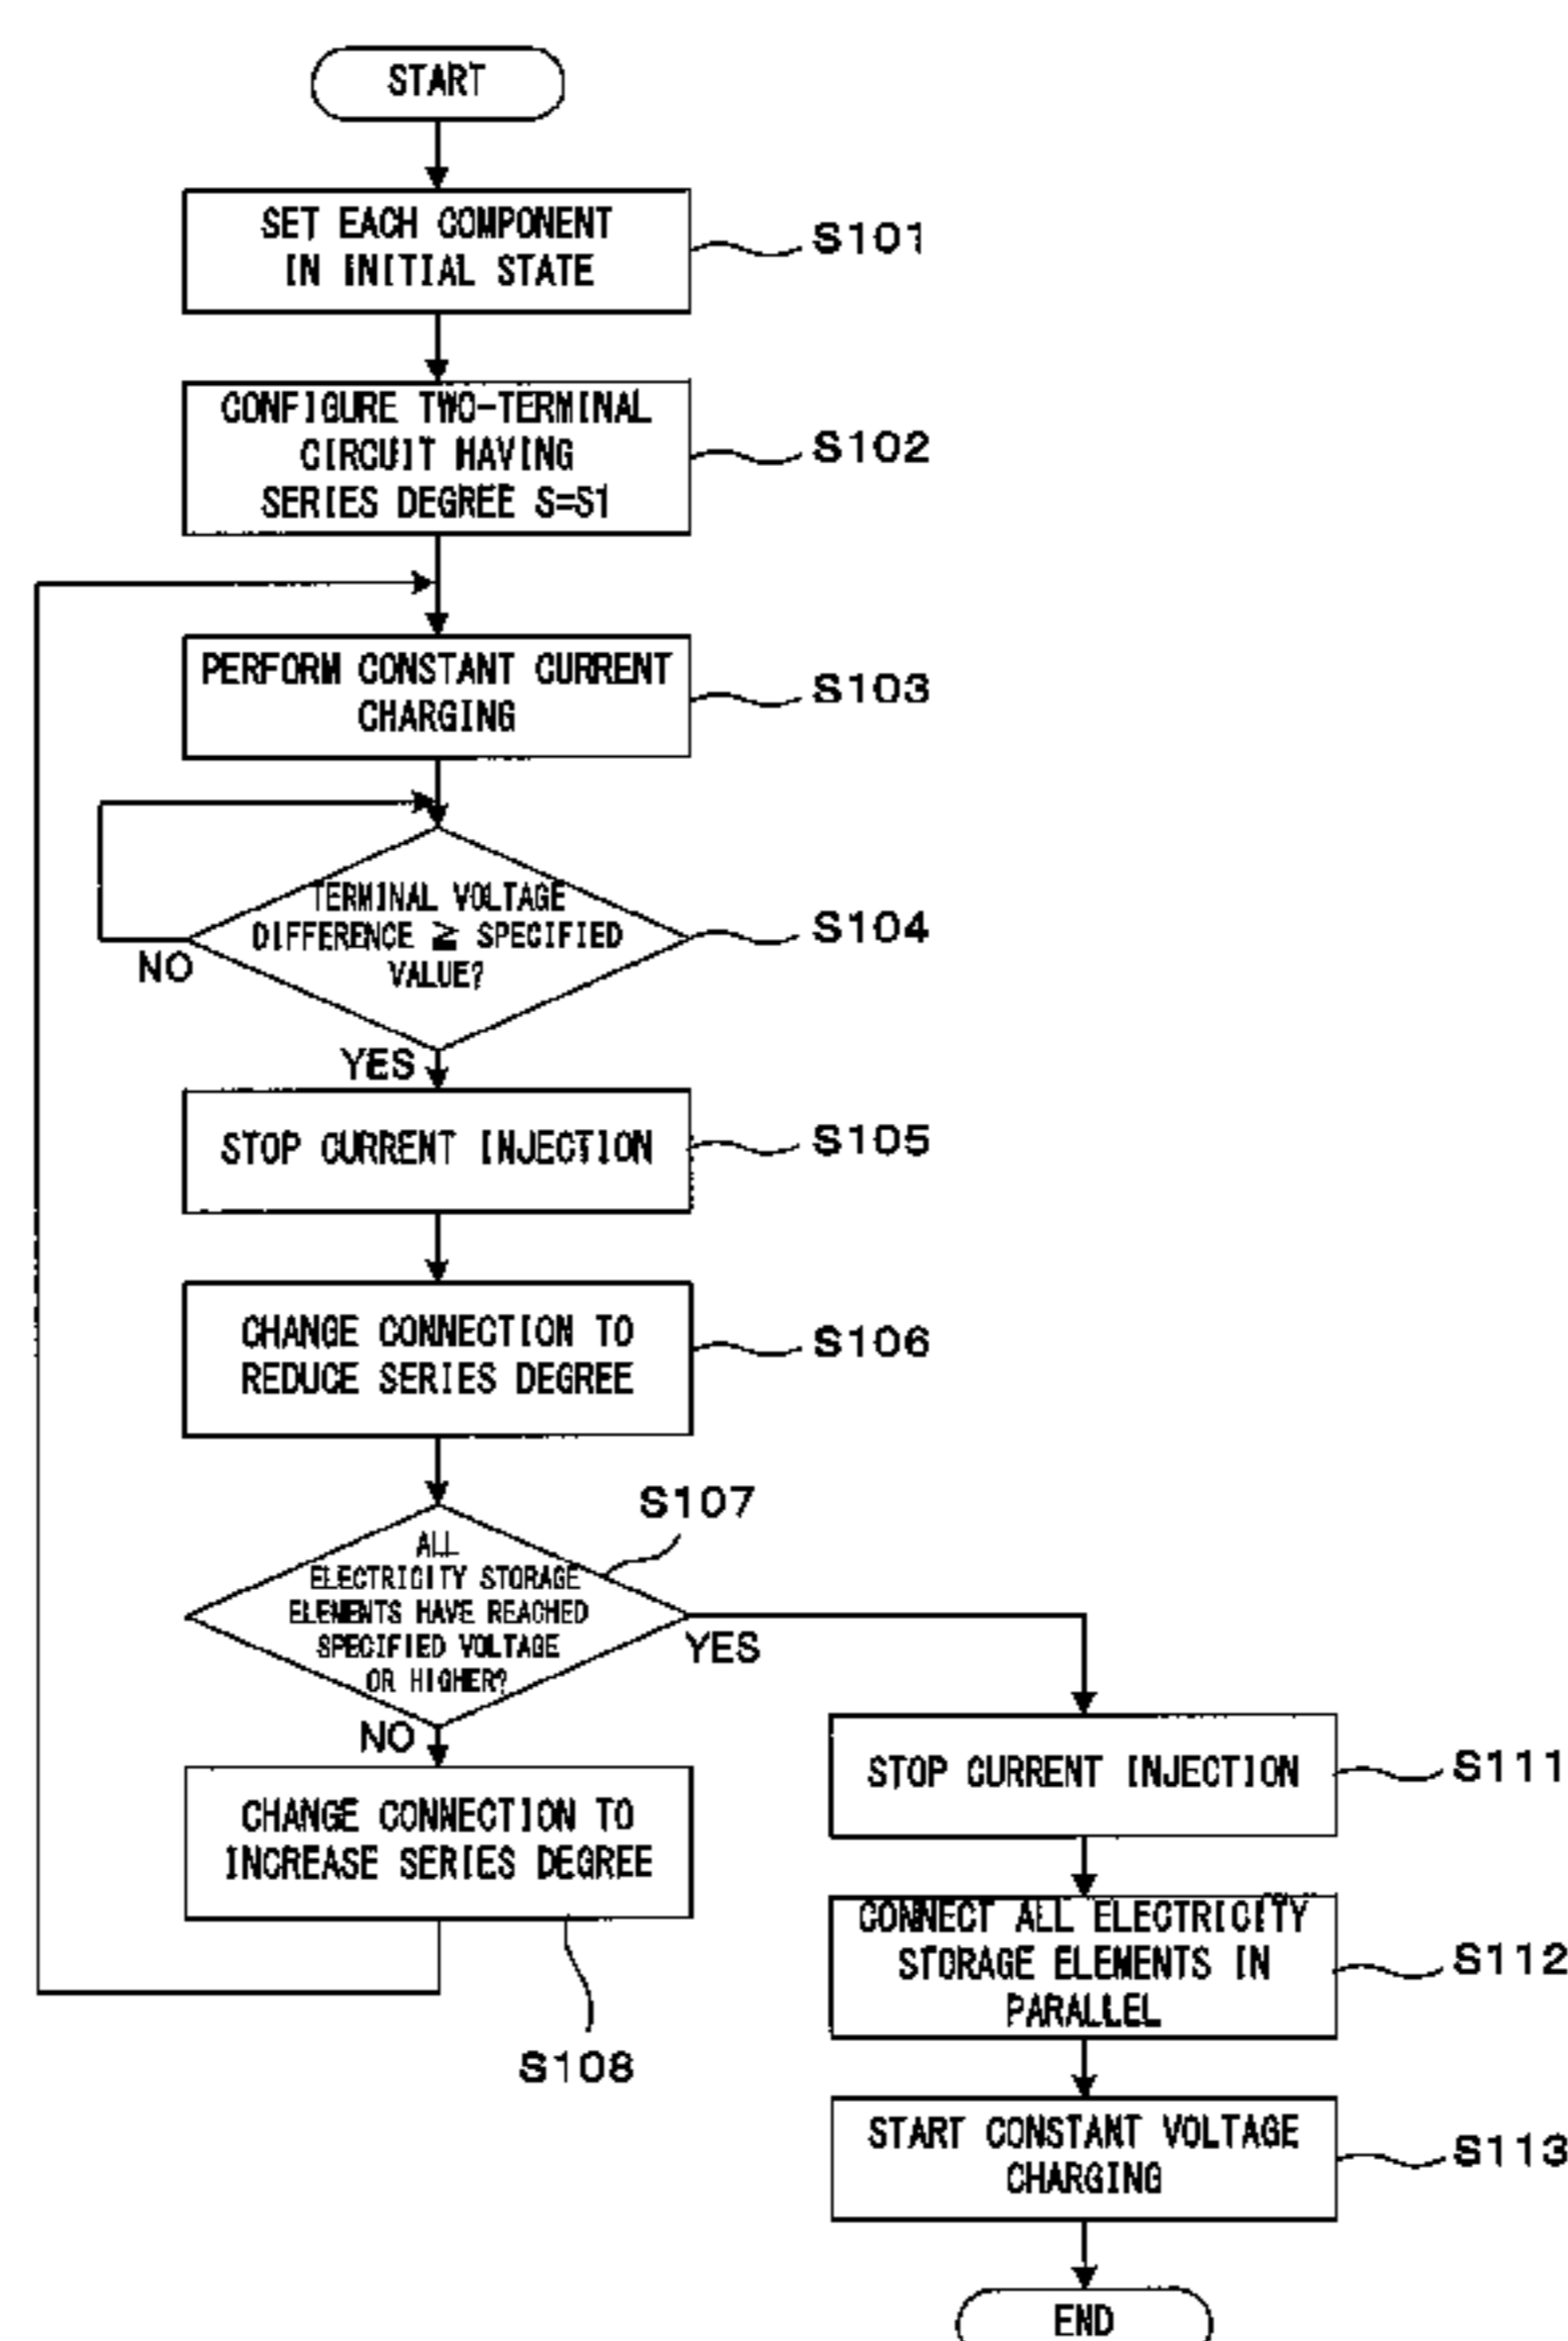 START
SET EACH COMPONENT
IN INITIAL STATE
S101
CONFIGURE TWO-TERMINAL
CIRCUIT HAVING
SERIES DEGREE S=S1
S102
PERFORM CONSTANT CURRENT
CHARGING
S103
TERMINAL VOLTAGE
DIFFERENCE ≧ SPECIFIED
VALUE?
S104
NO
YES
STOP CURRENT INJECTION
S105
CHANGE CONNECTION TO
REDUCE SERIES DEGREE
S106
ALL
ELECTRICITY STORAGE
ELEMENTS HAVE REACHED
SPECIFIED VOLTAGE
OR HIGHER?
S107
YES
NO
CHANGE CONNECTION TO
INCREASE SERIES DEGREE
S108
STOP CURRENT INJECTION
S111
CONNECT ALL ELECTRICITY
STORAGE ELEMENTS IN
PARALLEL
S112
START CONSTANT VOLTAGE
CHARGING
S113
END